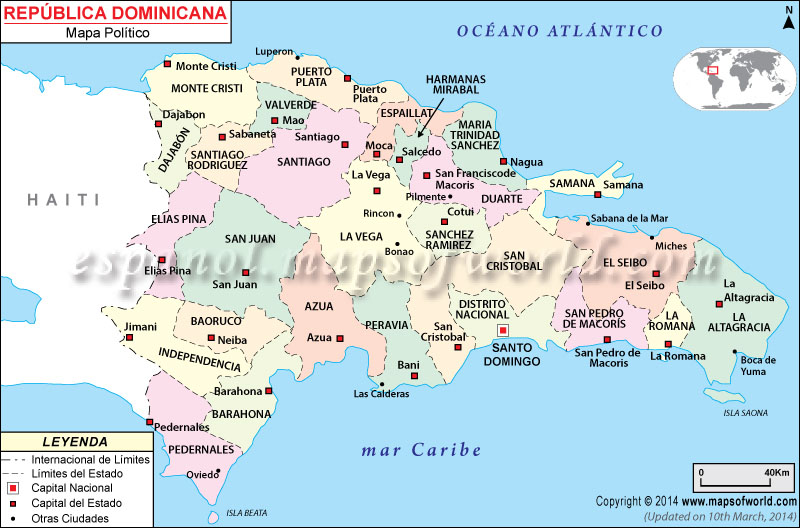 REPÚBLICA DOMINICANA
Mapa Político
OCÉANO ATLÁNTICO
N
Luperon
Monte Cristi
MONTE CRISTI
PUERTO
PLATA
Puerto
Plata
HARMANAS
MIRABAL
VALVERDE
Mao
ESPAILLAT
MARIA
TRINIDAD
SANCHEZ
Dajabon
DAJABÓN
Sabaneta
SANTIAGO
RODRIGUEZ
Santiago
SANTIAGO
Moca
Salcedo
Nagua
HAITI
La Vega
San Franciscode
Macoris
Pilmente
DUARTE
SAMANA
Samana
ELIAS PINA
Rincon
Cotui
Sabana de la Mar
SAN JUAN
LA VEGA
SANCHEZ
RAMIREZ
Bonao
SAN
CRISTOBAL
Miches
EL SEIBO
El Seibo
espanol.mapsofworld.com
Elias Pina
San Juan
La
Altagracia
LA
ALTAGRACIA
AZUA
Azua
PERAVIA
DISTRITO
NACIONAL
SAN PEDRO
DE MACORÍS
LA
ROMANA
Jimani
BAORUCO
Neiba
San
Cristobal
SANTO
DOMINGO
San Pedro de
Macoris
La Romana
Boca de
Yuma
INDEPENDENCIA
Bani
Las Calderas
Barahona
BARAHONA
ISLA SAONA
Pedernales
PEDERNALES
mar Caribe
Oviedo
ISLA BEATA
LEYENDA
Internacional de Límites
Límites del Estado
Capital Nacional
Capital del Estado
Otras Ciudades
0 40Km
Copyright © 2014 www.mapsofworld.com
(Updated on 10th March, 2014)